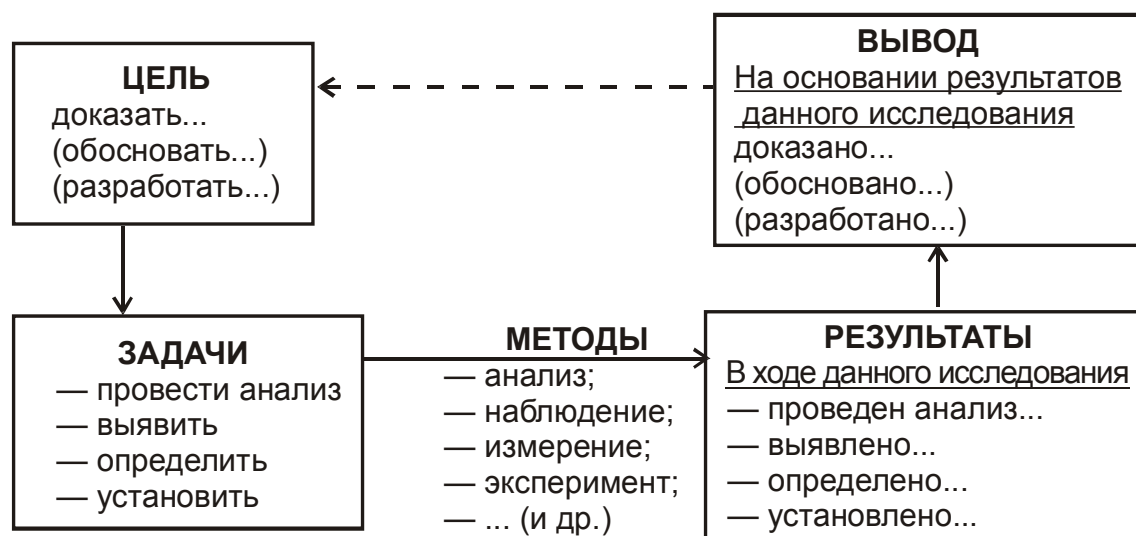 ЦЕЛЬ
доказать...
(обосновать...)
(разработать...)
ВЫВОД
На основании результатов
данного исследования
доказано...
(обосновано...)
(разработано...)
ЗАДАЧИ
— провести анализ
— выявить
— определить
— установить
МЕТОДЫ
— анализ;
— наблюдение;
— измерение;
— эксперимент;
— ... (и др.)
РЕЗУЛЬТАТЫ
В ходе данного исследования
— проведен анализ...
— выявлено...
— определено...
— установлено...